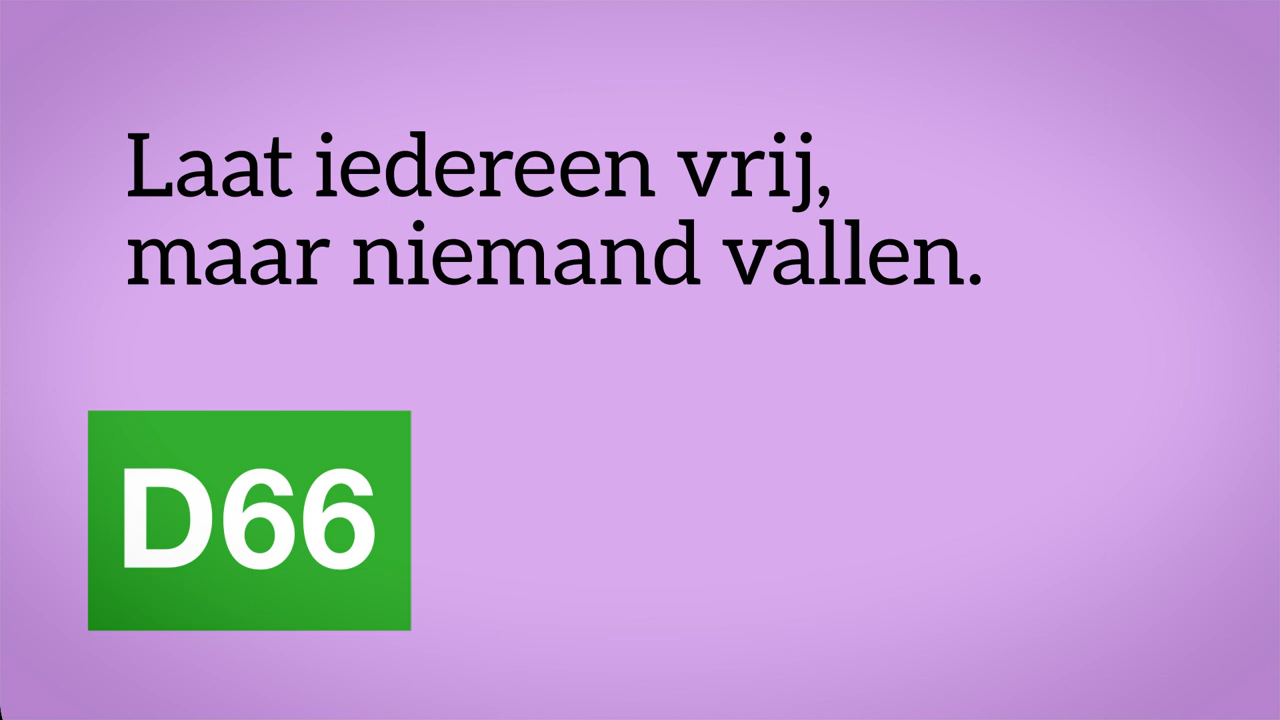 Laat iedereen vrij,
maar niemand vallen.
D66